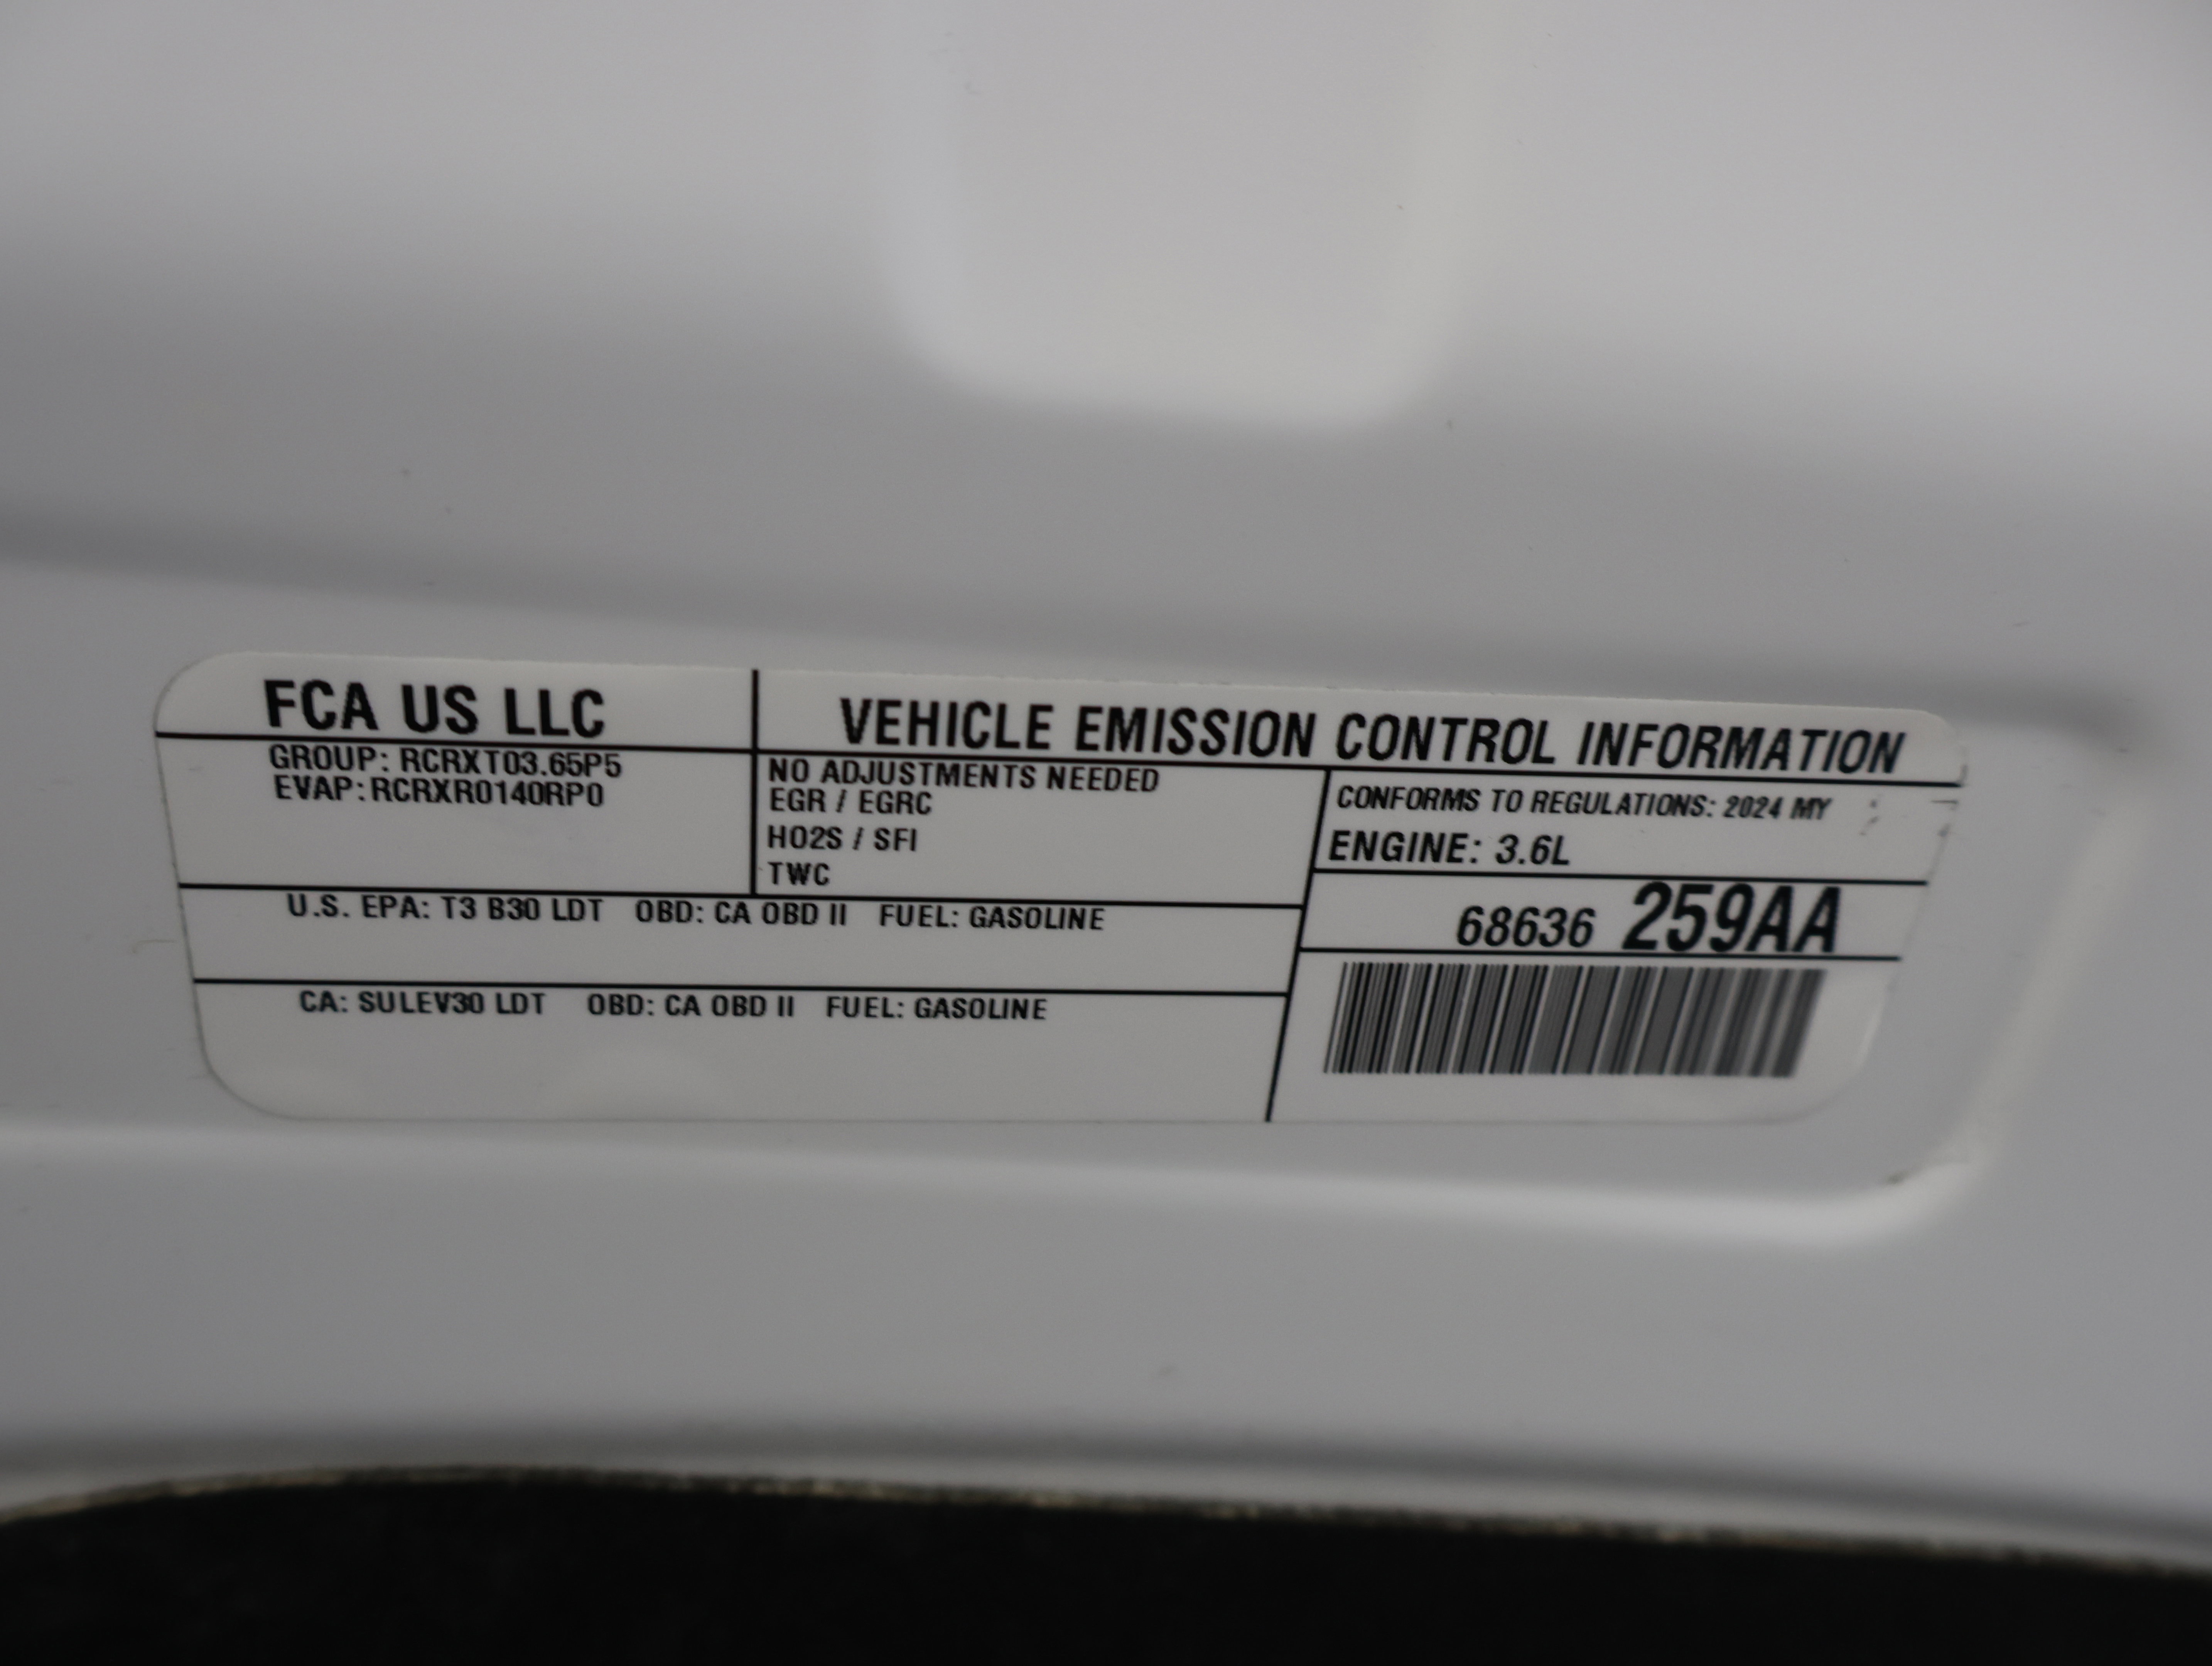 FCA US LLC
VEHICLE EMISSION CONTROL INFORMATION
GROUP: RCRXT03.65P5
EVAP: RCRXR0140RP0
NO ADJUSTMENTS NEEDED
EGR / EGRC
HO2S / SFI
TWC
CONFORMS TO REGULATIONS: 2024 MY
ENGINE: 3.6L
68636 259AA
U.S. EPA: T3 B30 LDT OBD: CA OBD II FUEL: GASOLINE
CA: SULEV30 LDT OBD: CA OBD II FUEL: GASOLINE